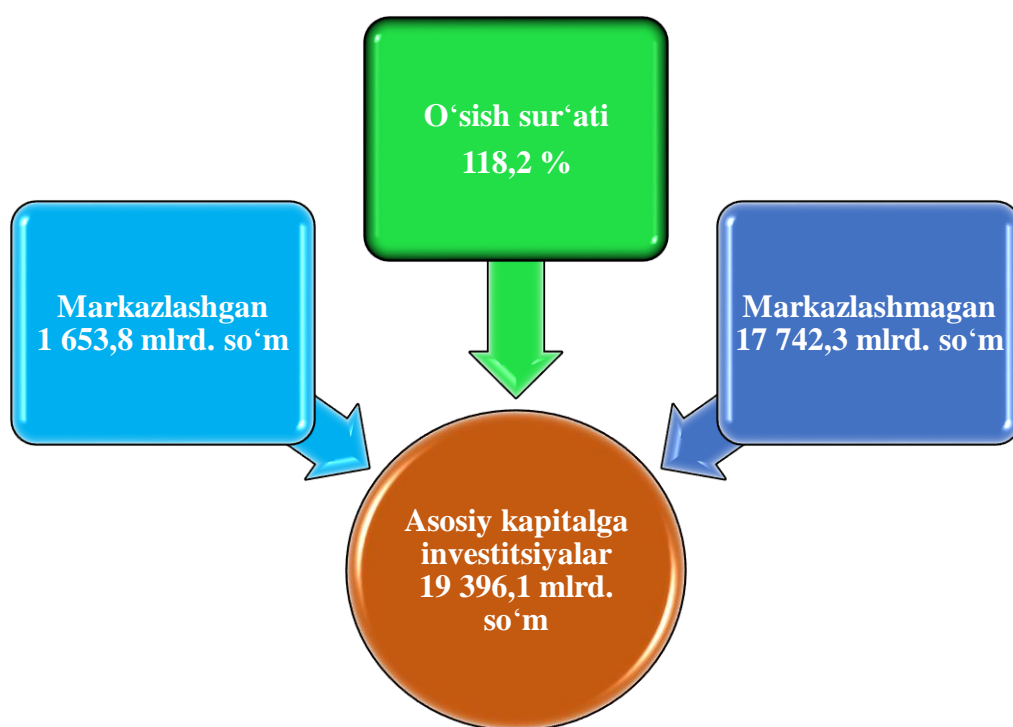 O‘sish sur‘ati
118,2 %
Markazlashgan
1 653,8 mlrd. so‘m
Markazlashmagan
17 742,3 mlrd. so‘m
Asosiy kapitalga
investitsiyalar
19 396,1 mlrd.
so‘m